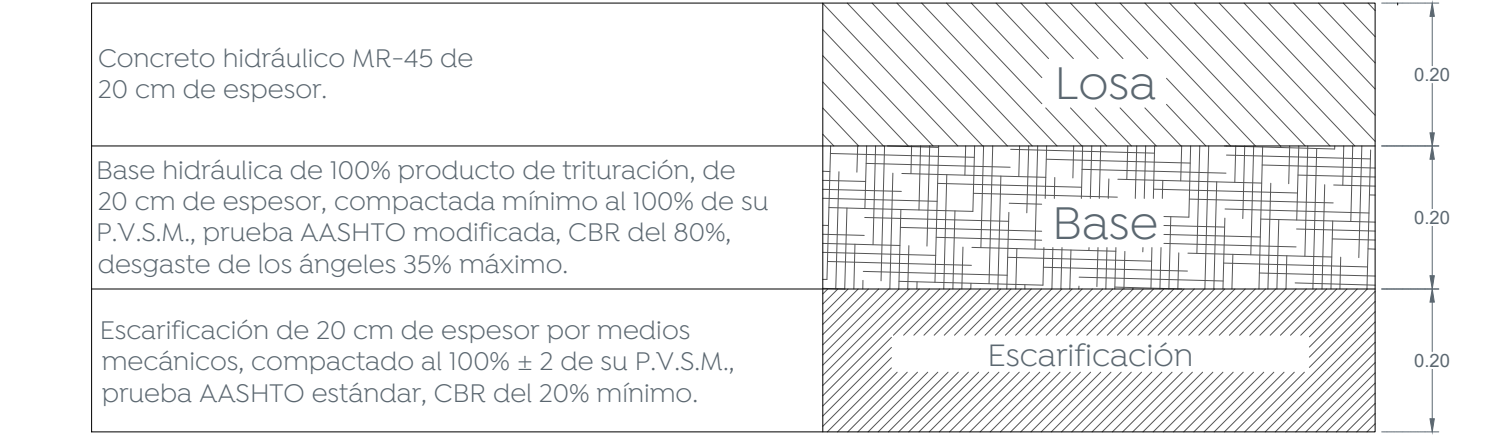 Concreto hidráulico MR-45 de
20 cm de espesor.
Losa
0.20
Base hidráulica de 100% producto de trituración, de
20 cm de espesor, compactada mínimo al 100% de su
P.V.S.M., prueba AASHTO modificada, CBR del 80%,
desgaste de los ángeles 35% máximo.
Base
0.20
Escarificación de 20 cm de espesor por medios
mecánicos, compactado al 100% ± 2 de su P.V.S.M.,
prueba AASHTO estándar, CBR del 20% mínimo.
Escarificación
0.20